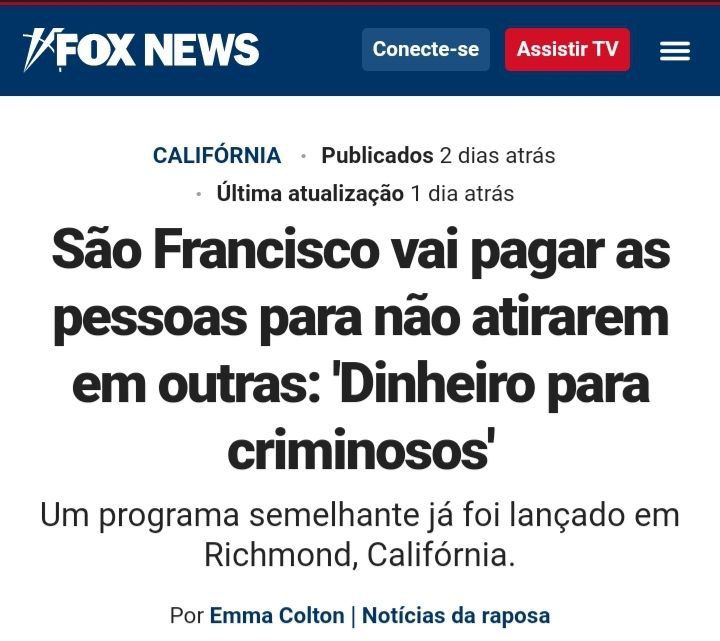 FOX NEWS
Conecte-se
Assistir TV
CALIFÓRNIA · Publicados 2 dias atrás
· Última atualização 1 dia atrás
São Francisco vai pagar as
pessoas para não atirarem
em outras: 'Dinheiro para
criminosos'
Um programa semelhante já foi lançado em
Richmond, Califórnia.
Por Emma Colton | Notícias da raposa